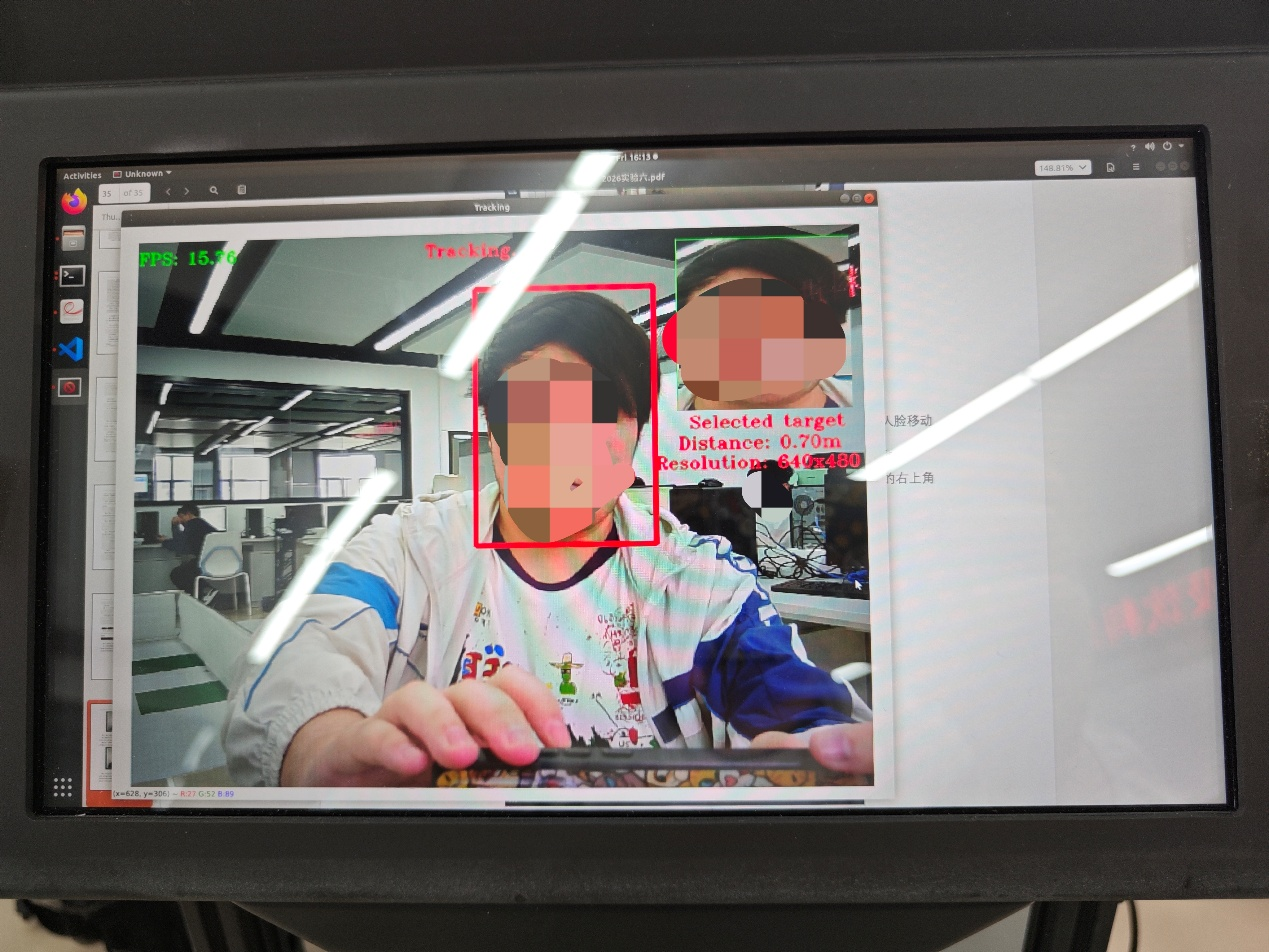 Activities
Unknown
Fri 16:13
148.81%
35 of 35
2026实验六.pdf
Thu...
Tracking
FPS: 15.76
Tracking
Selected target
Distance: 0.70m
Resolution: 640x480
人脸移动
的右上角
(x=628, y=306) ~ R:27 G:52 B:89